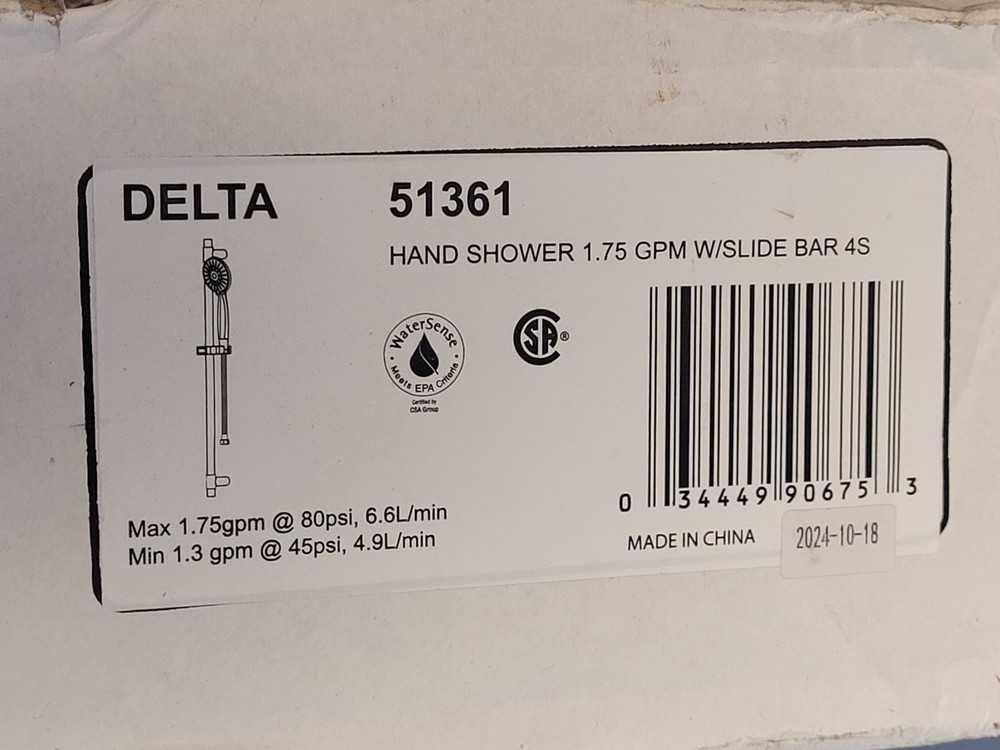 DELTA
51361
HAND SHOWER 1.75 GPM W/SLIDE BAR 4S
WaterSense
Meets EPA Criteria
Certified by
CSA Group
SA®
Max 1.75gpm @ 80psi, 6.6L/min
Min 1.3 gpm @ 45psi, 4.9L/min
0 34449 90675 3
MADE IN CHINA
2024-10-18